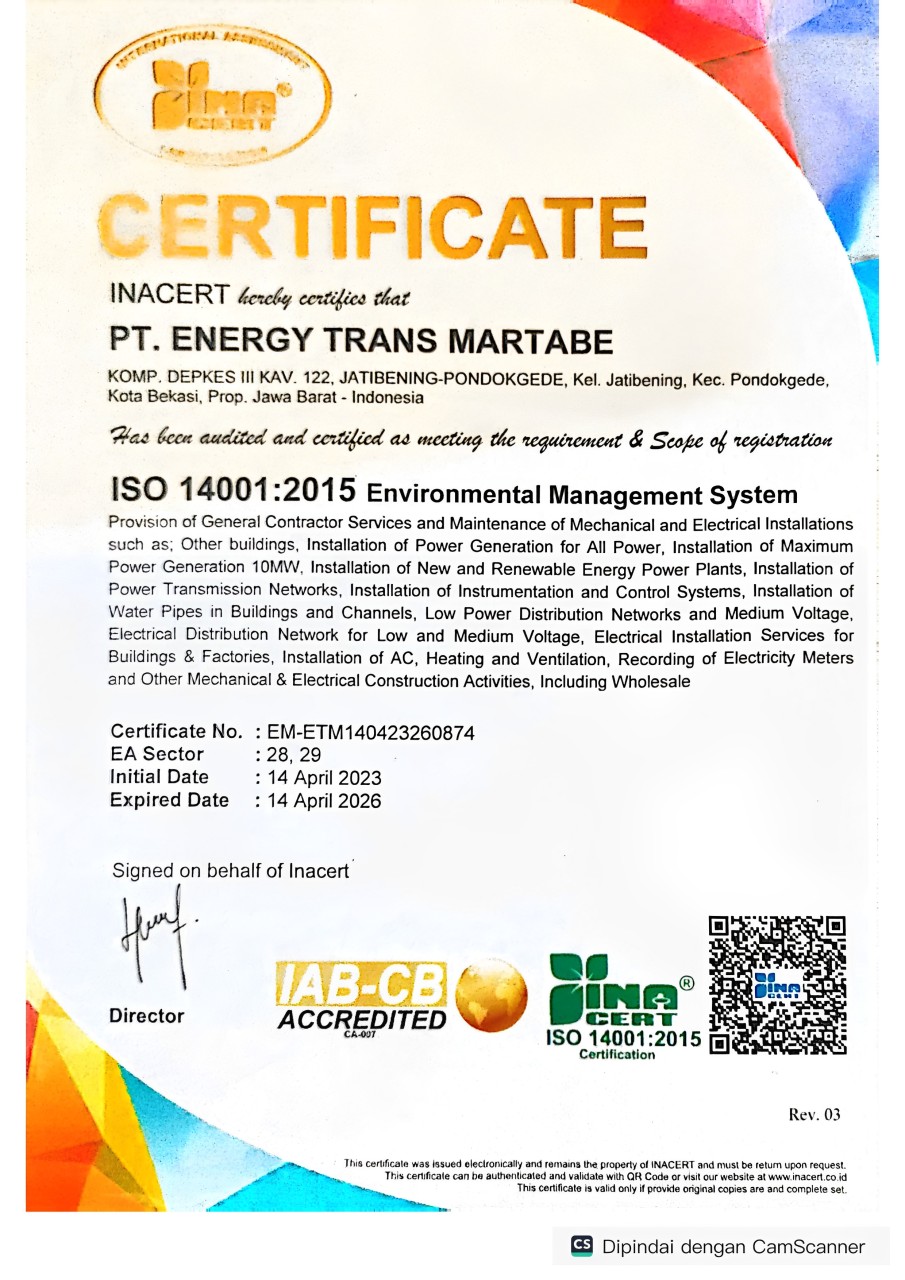 INTERNATIONAL ASSESSMENT
INA
CERT
CERTIFICATE
INACERT hereby certifies that
PT. ENERGY TRANS MARTABE
KOMP. DEPKES III KAV. 122, JATIBENING-PONDOKGEDE, Kel. Jatibening, Kec. Pondokgede,
Kota Bekasi, Prop. Jawa Barat - Indonesia
Has been audited and certified as meeting the requirement & Scope of registration
ISO 14001:2015 Environmental Management System
Provision of General Contractor Services and Maintenance of Mechanical and Electrical Installations
such as; Other buildings, Installation of Power Generation for All Power, Installation of Maximum
Power Generation 10MW, Installation of New and Renewable Energy Power Plants, Installation of
Power Transmission Networks, Installation of Instrumentation and Control Systems, Installation of
Water Pipes in Buildings and Channels, Low Power Distribution Networks and Medium Voltage,
Electrical Distribution Network for Low and Medium Voltage, Electrical Installation Services for
Buildings & Factories, Installation of AC, Heating and Ventilation, Recording of Electricity Meters
and Other Mechanical & Electrical Construction Activities, Including Wholesale
Certificate No. : EM-ETM140423260874
EA Sector : 28, 29
Initial Date : 14 April 2023
Expired Date : 14 April 2026
Signed on behalf of Inacert
Director
IAB-CB
ACCREDITED
CA-007
INA ®
CERT
ISO 14001:2015
Certification
INA
CERT
Rev. 03
This certificate was issued electronically and remains the property of INACERT and must be return upon request.
This certificate can be authenticated and validate with QR Code or visit our website at www.inacert.co.id
This certificate is valid only if provide original copies are and complete set.
CS Dipindai dengan CamScanner